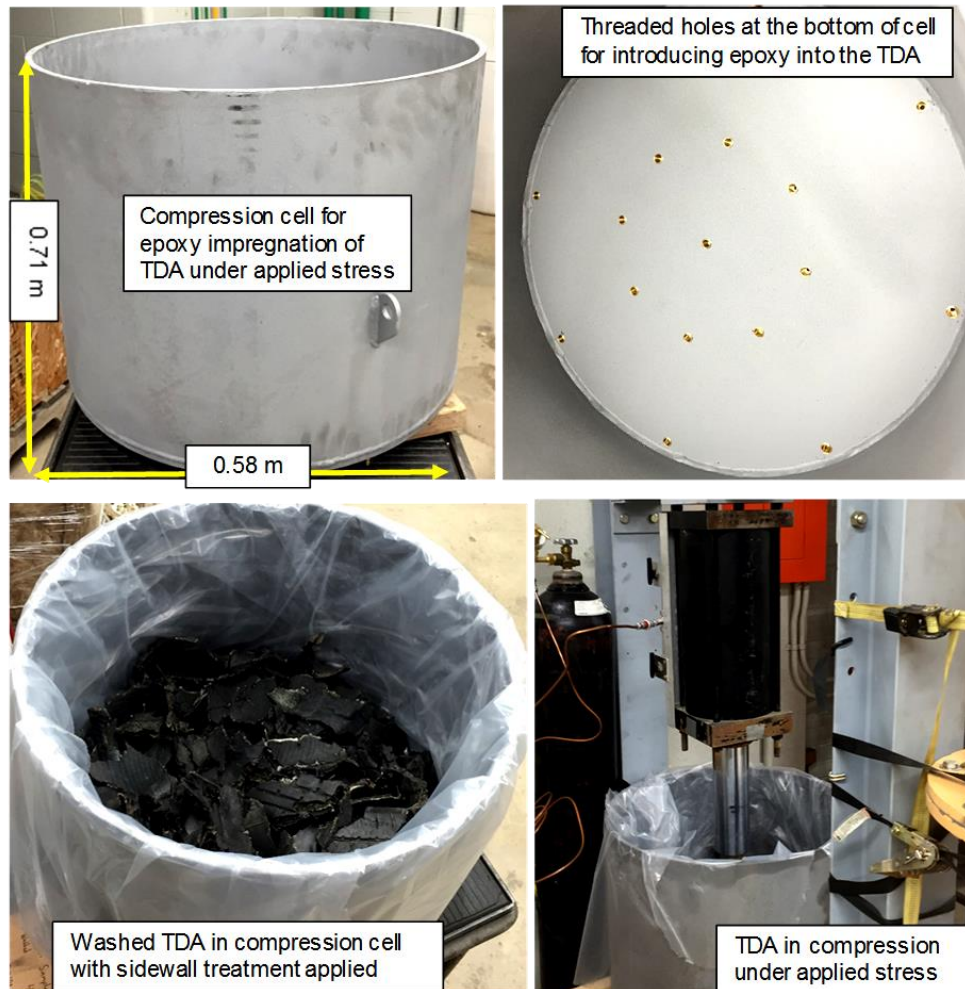 Compression cell for
epoxy impregnation of
TDA under applied stress
0.71 m
0.58 m
Threaded holes at the bottom of cell
for introducing epoxy into the TDA
Washed TDA in compression cell
with sidewall treatment applied
TDA in compression
under applied stress